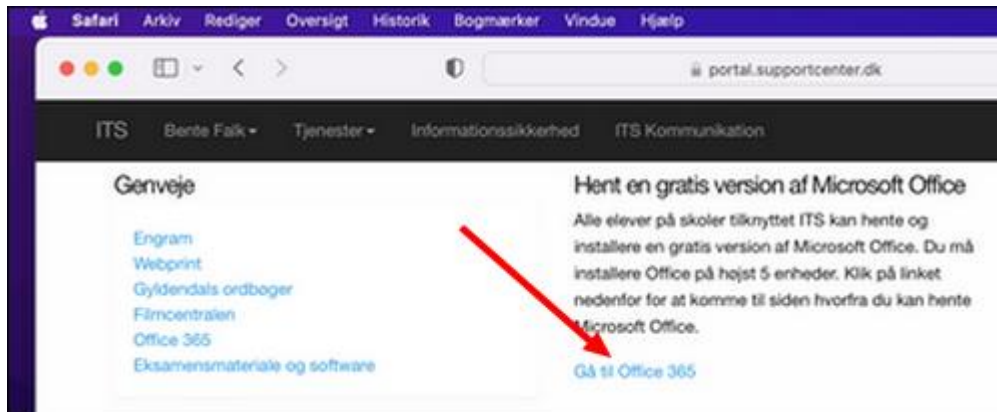 Safari Arkiv Rediger Oversigt Historik Bogmærker Vindue Hjælp
portal.supportcenter.dk
ITS Bente Falk Tjenester Informationssikkerhed ITS Kommunikation
Genveje
Engram
Webprint
Gyldendals ordbøger
Filmcentralen
Office 365
Eksamensmateriale og software
Hent en gratis version af Microsoft Office
Alle elever på skoler tilknyttet ITS kan hente og
installere en gratis version af Microsoft Office. Du må
installere Office på højst 5 enheder. Klik på linket
nedenfor for at komme til siden hvorfra du kan hente
Microsoft Office.
Gå til Office 365